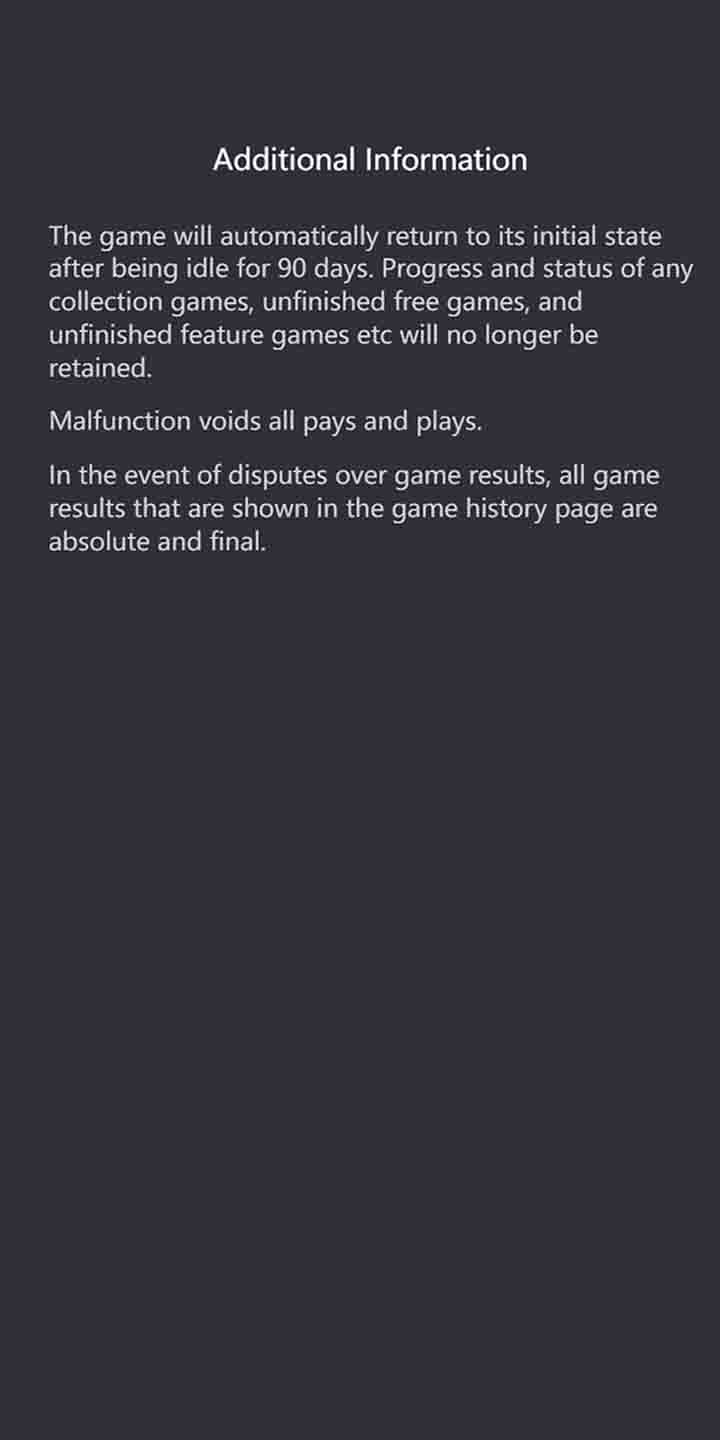 Additional Information
The game will automatically return to its initial state
after being idle for 90 days. Progress and status of any
collection games, unfinished free games, and
unfinished feature games etc will no longer be
retained.
Malfunction voids all pays and plays.
In the event of disputes over game results, all game
results that are shown in the game history page are
absolute and final.